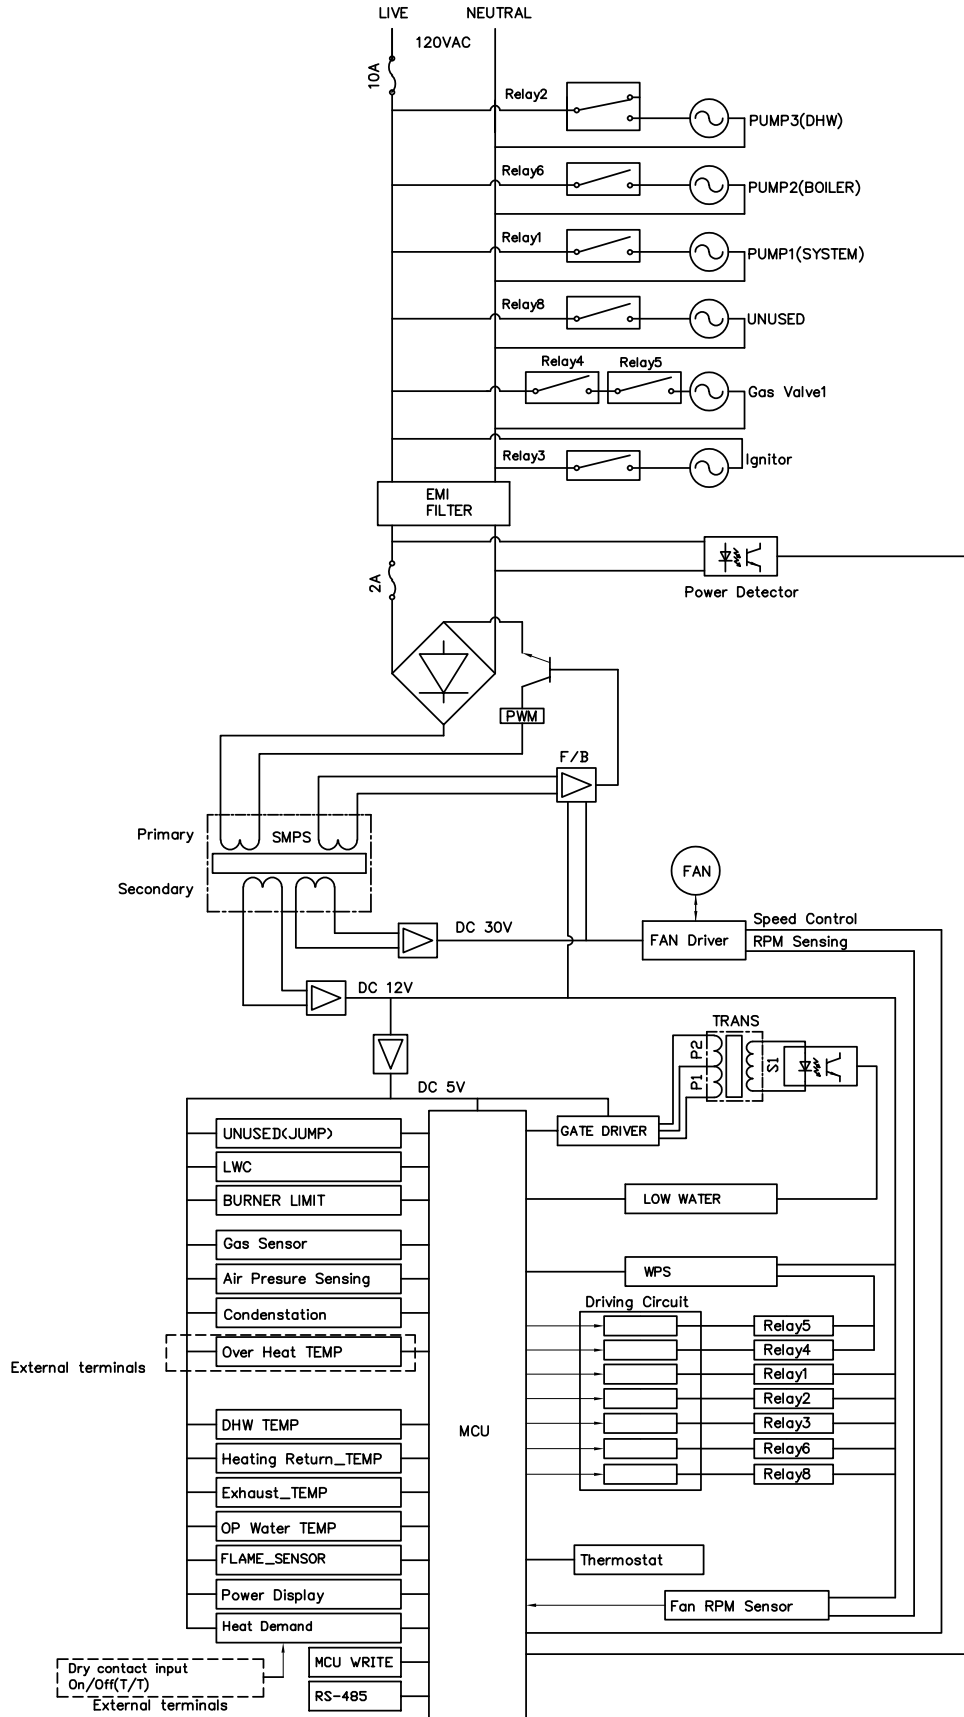 LIVE
NEUTRAL
120VAC
10A
Relay2
PUMP3(DHW)
Relay6
PUMP2(BOILER)
Relay1
PUMP1(SYSTEM)
Relay8
UNUSED
Relay4
Relay5
Gas Valve1
Relay3
Ignitor
EMI
FILTER
2A
Power Detector
PWM
F/B
Primary
SMPS
Secondary
FAN
DC 30V
FAN Driver
Speed Control
RPM Sensing
DC 12V
TRANS
P2
P1
S1
DC 5V
GATE DRIVER
UNUSED(JUMP)
LWC
BURNER LIMIT
LOW WATER
Gas Sensor
Air Presure Sensing
WPS
Condenstation
Driving Circuit
Relay5
Over Heat TEMP
Relay4
External terminals
Relay1
Relay2
DHW TEMP
MCU
Relay3
Heating Return_TEMP
Relay6
Exhaust_TEMP
Relay8
OP Water TEMP
FLAME_SENSOR
Thermostat
Power Display
Fan RPM Sensor
Heat Demand
Dry contact input
On/Off(T/T)
External terminals
MCU WRITE
RS-485